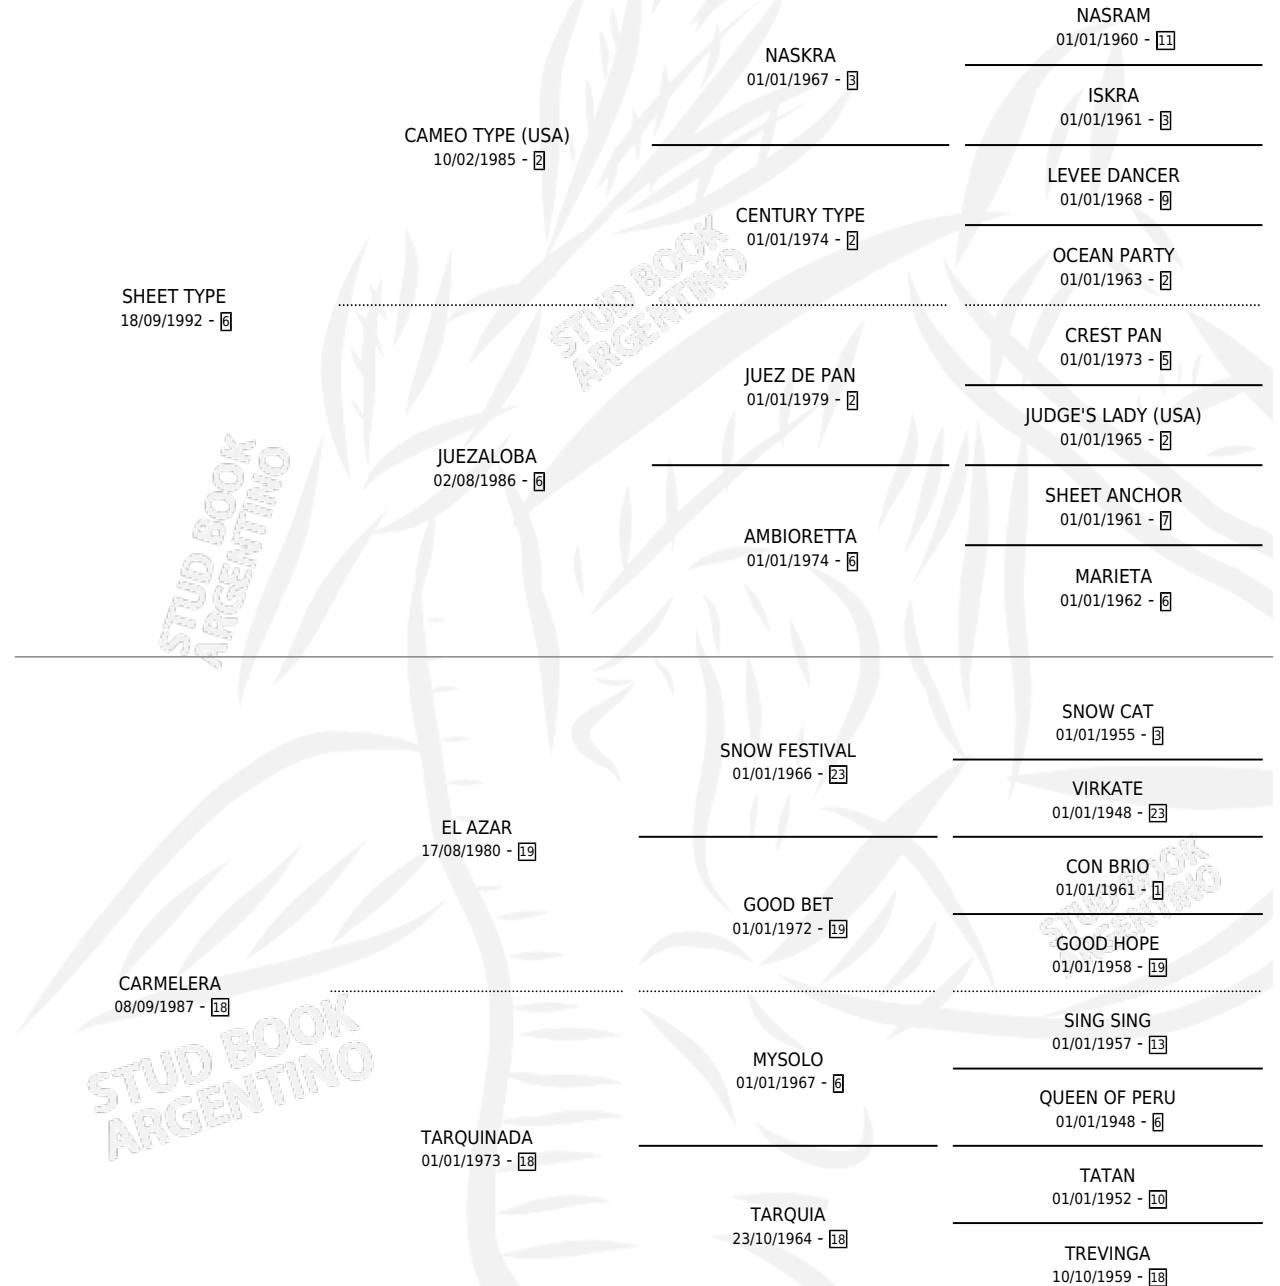 NASRAM
01/01/1960 - 11
NASKRA
01/01/1967 - 3
ISKRA
01/01/1961 - 3
CAMEO TYPE (USA)
10/02/1985 - 2
LEVEE DANCER
01/01/1968 - 9
CENTURY TYPE
01/01/1974 - 2
OCEAN PARTY
01/01/1963 - 2
SHEET TYPE
18/09/1992 - 6
STUD BOOK
ARGENTINO
CREST PAN
01/01/1973 - 5
JUEZ DE PAN
01/01/1979 - 2
JUDGE'S LADY (USA)
01/01/1965 - 2
JUEZALOBA
02/08/1986 - 6
SHEET ANCHOR
01/01/1961 - 7
AMBIORETTA
01/01/1974 - 6
MARIETA
01/01/1962 - 6
STUD BOOK
ARGENTINO
SNOW CAT
01/01/1955 - 3
SNOW FESTIVAL
01/01/1966 - 23
VIRKATE
01/01/1948 - 23
EL AZAR
17/08/1980 - 19
CON BRIO
01/01/1961 - 1
GOOD BET
01/01/1972 - 19
STUD BOOK
ARGENTINO
GOOD HOPE
01/01/1958 - 19
CARMELERA
08/09/1987 - 18
SING SING
01/01/1957 - 13
STUD BOOK
ARGENTINO
MYSOLO
01/01/1967 - 6
QUEEN OF PERU
01/01/1948 - 6
TARQUINADA
01/01/1973 - 18
TATAN
01/01/1952 - 10
TARQUIA
23/10/1964 - 18
TREVINGA
10/10/1959 - 18